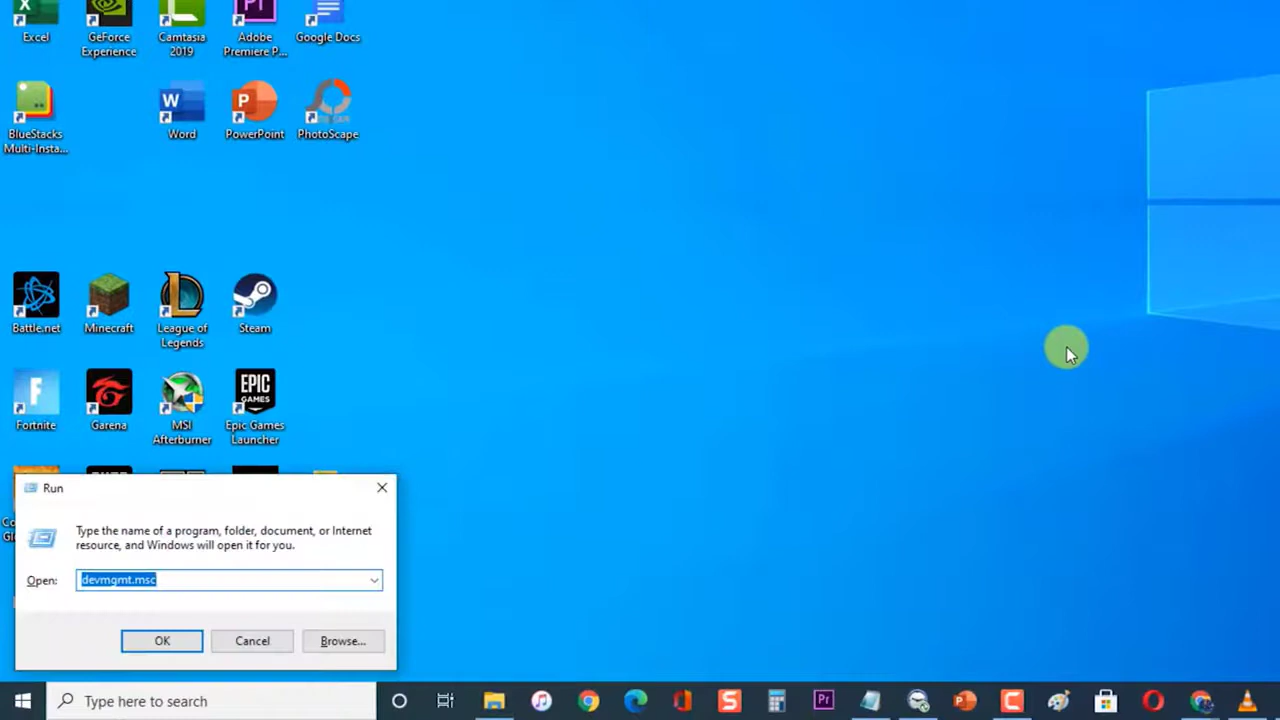 Excel
GeForce Experience
Camtasia 2019
Adobe Premiere P...
Google Docs
BlueStacks Multi-Insta...
Word
PowerPoint
PhotoScape
Battle.net
Minecraft
League of Legends
Steam
Fortnite
Garena
MSI Afterburner
EPIC GAMES
Epic Games Launcher
Run
Type the name of a program, folder, document, or Internet
resource, and Windows will open it for you.
Open:
devmgmt.msc
OK
Cancel
Browse...
Type here to search